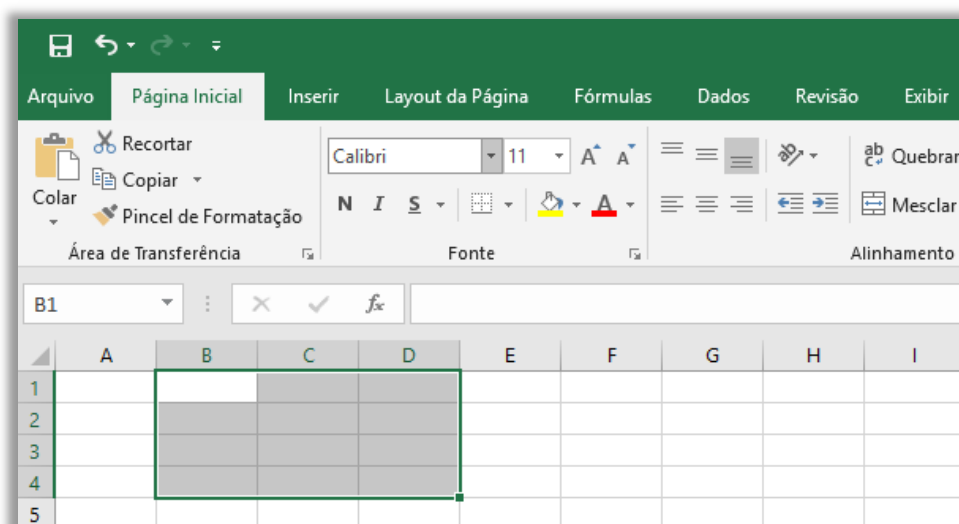 Arquivo Página Inicial Inserir Layout da Página Fórmulas Dados Revisão Exibir
Recortar
Copiar
Pincel de Formatação
Colar
Área de Transferência
Calibri 11 A A
N I S A
Fonte
ab c Quebrar
Mesclar
Alinhamento
B1 fx
A B C D E F G H I
1
2
3
4
5